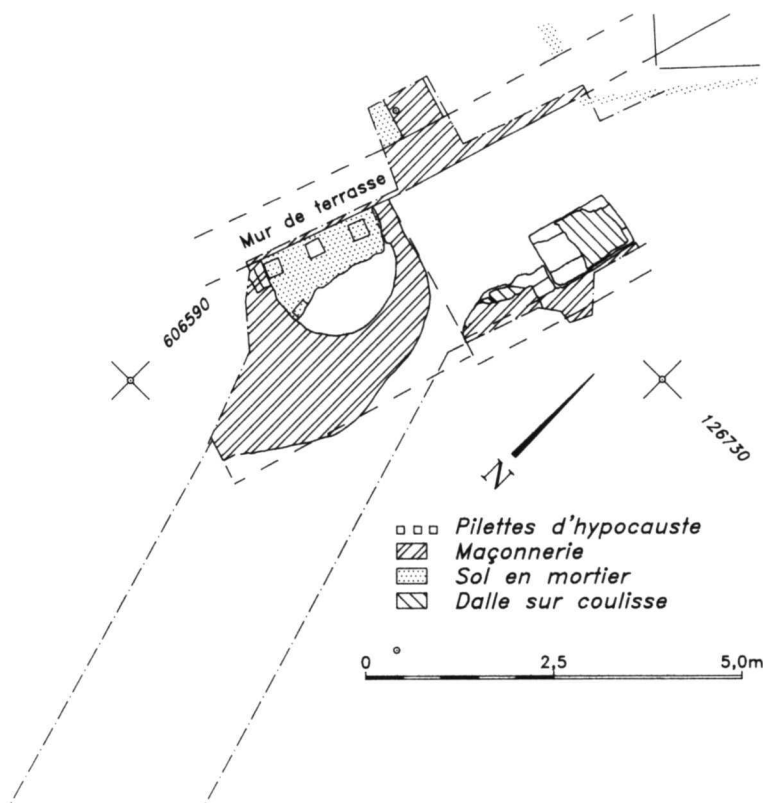 Mur de terrasse
606590
126730
N
Pilettes d'hypocauste
Maçonnerie
Sol en mortier
Dalle sur coulisse
0 2,5 5,0m